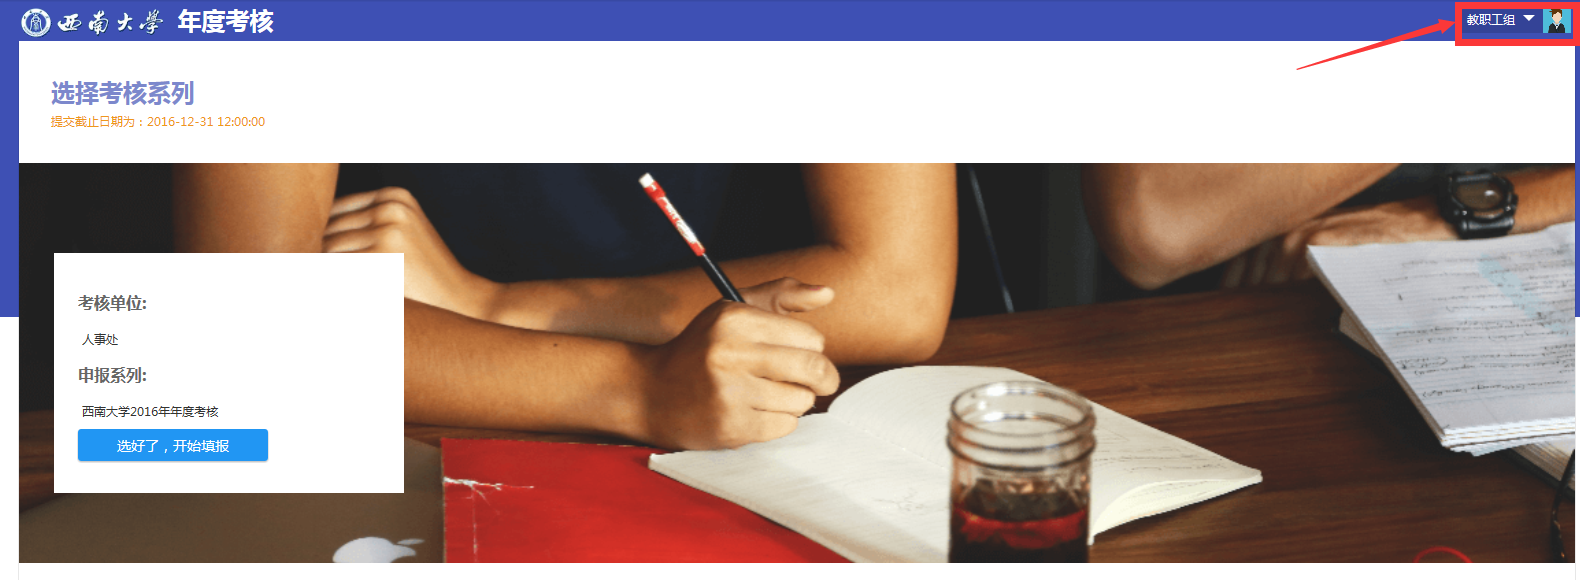 西南大学 年度考核
教职工组
选择考核系列
提交截止日期为：2016-12-31 12:00:00
考核单位:
人事处
申报系列:
西南大学2016年年度考核
选好了，开始填报